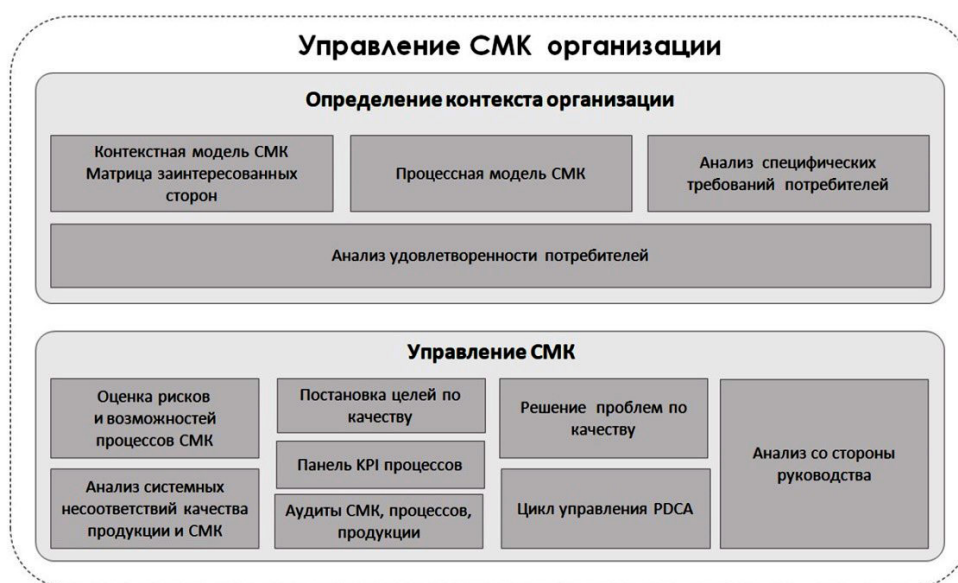 Управление СМК организации
Определение контекста организации
Контекстная модель СМК
Матрица заинтересованных
сторон
Процессная модель СМК
Анализ специфических
требований потребителей
Анализ удовлетворенности потребителей
Управление СМК
Оценка рисков
и возможностей
процессов СМК
Анализ системных
несоответствий качества
продукции и СМК
Постановка целей по
качеству
Панель KPI процессов
Аудиты СМК, процессов,
продукции
Решение проблем по
качеству
Цикл управления PDCA
Анализ со стороны
руководства